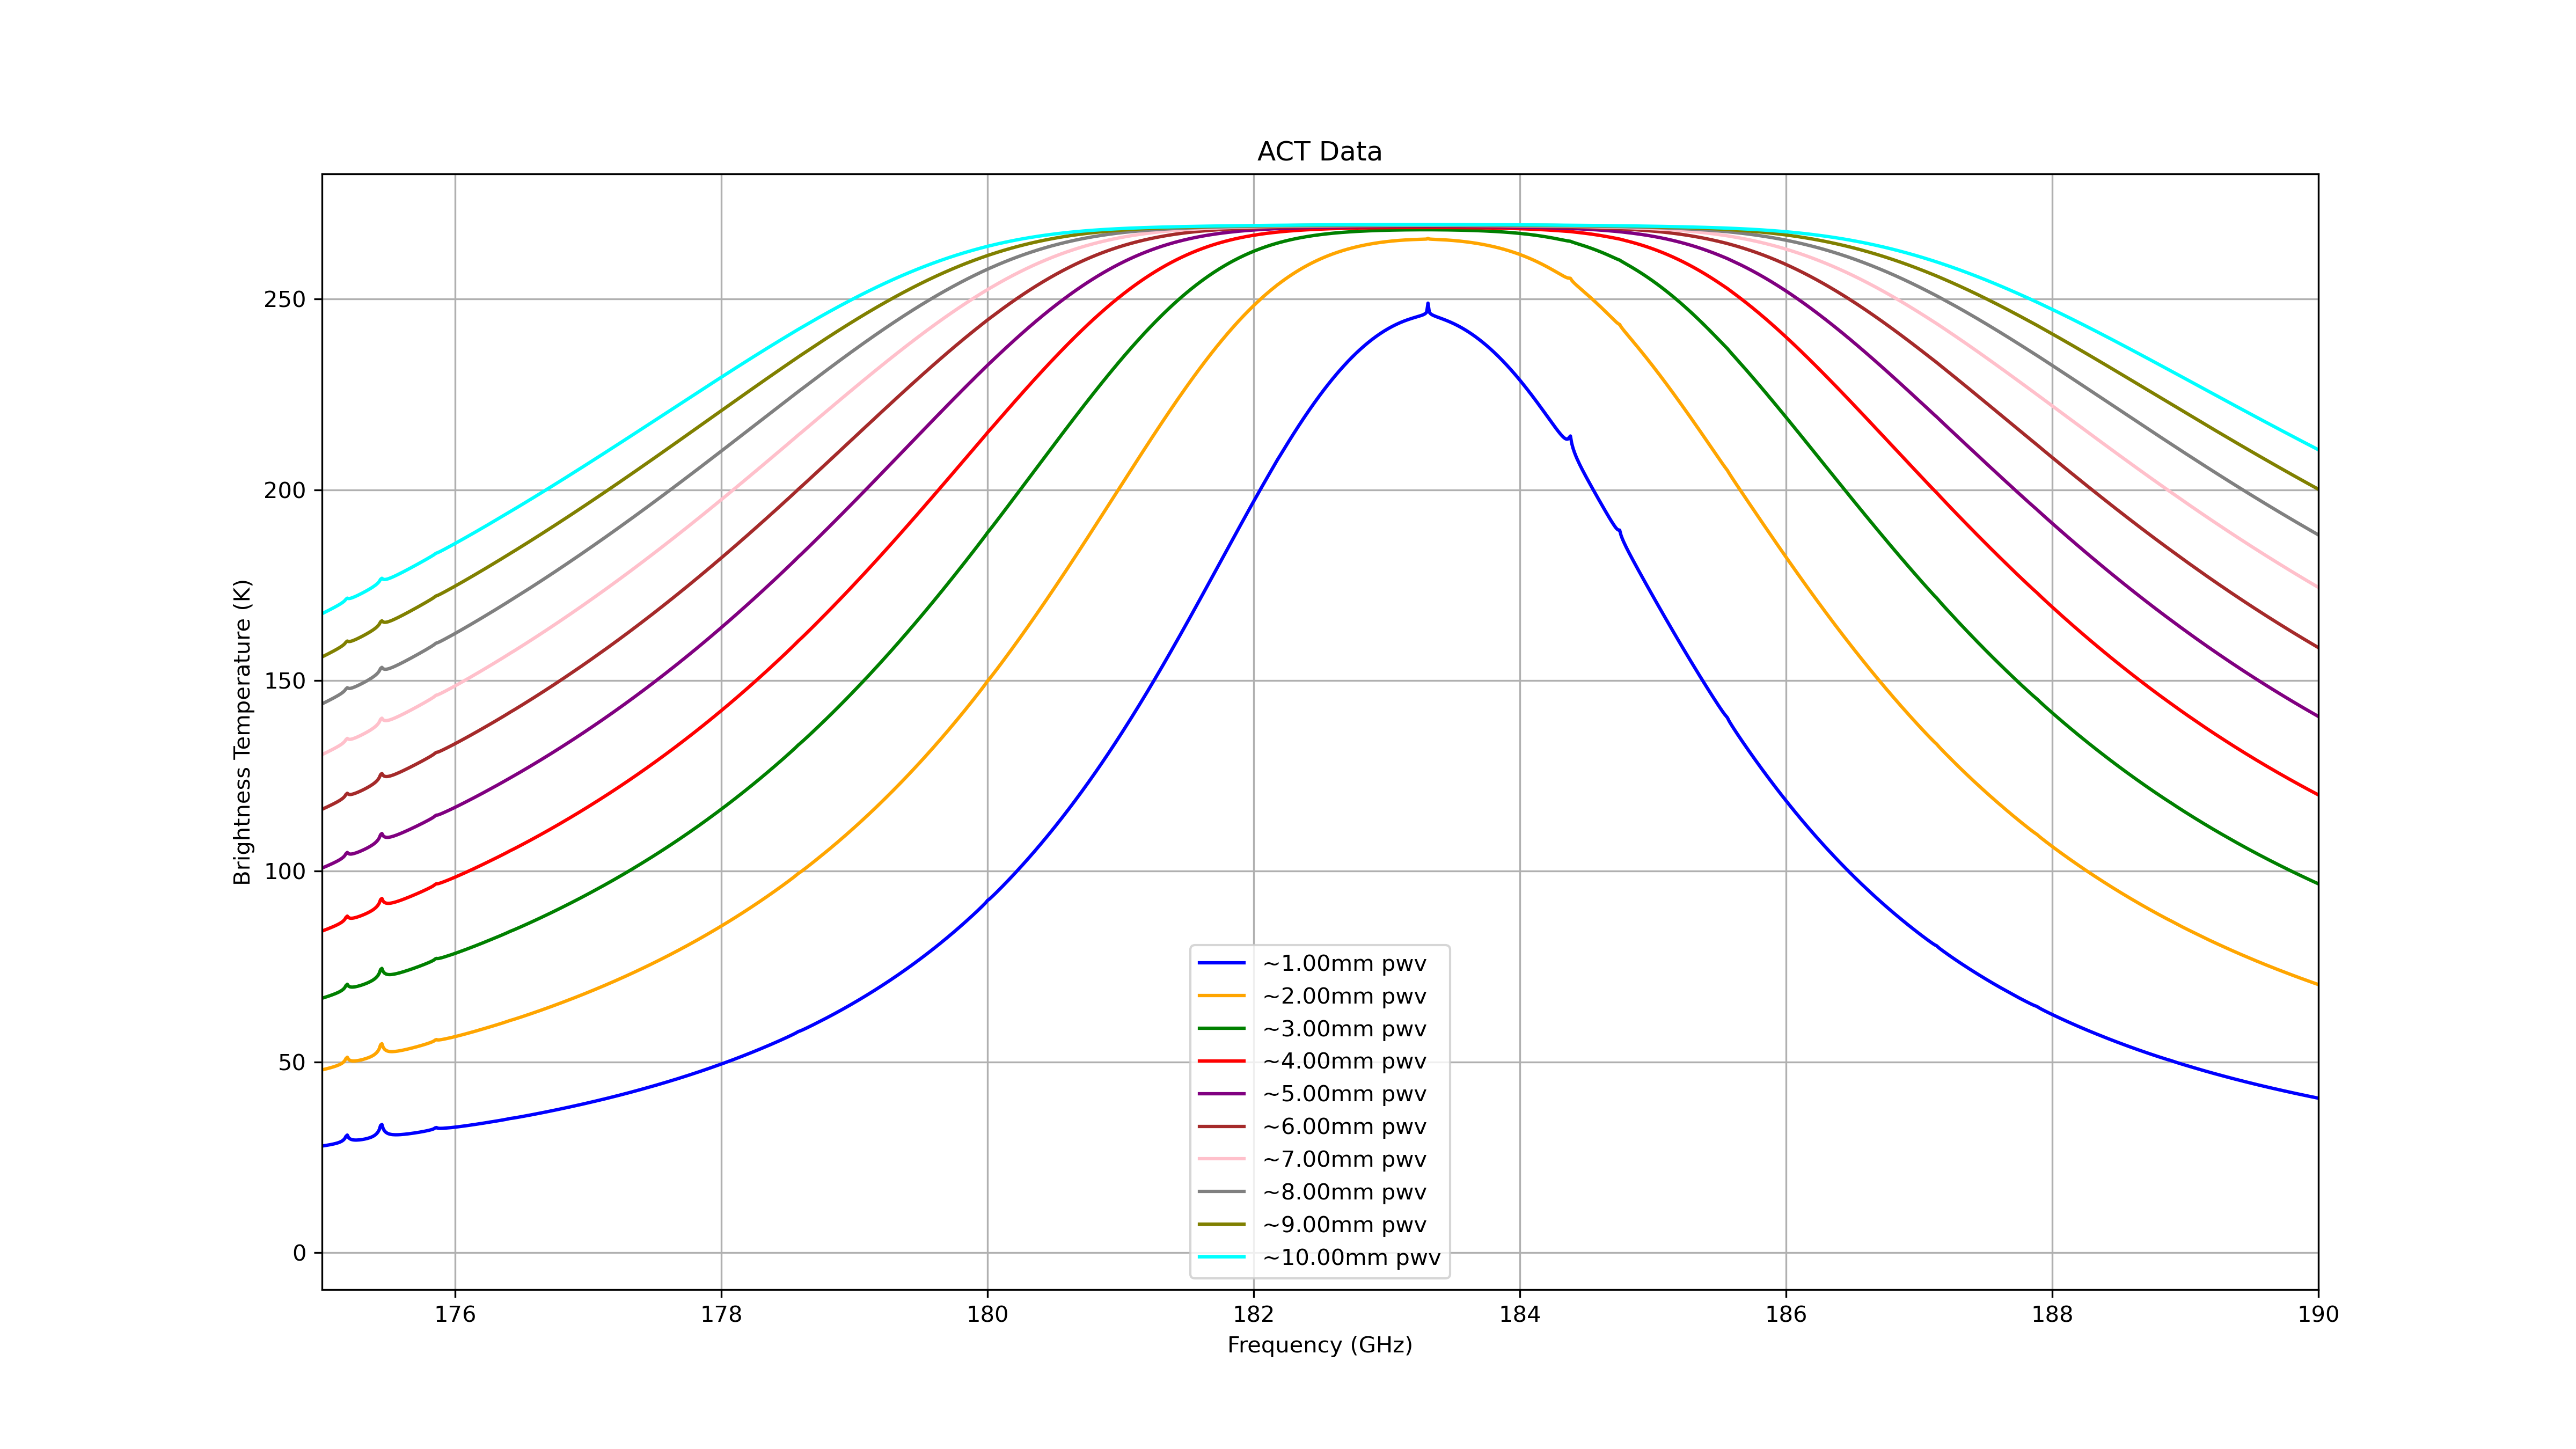 ACT Data
Brightness Temperature (K)
250
200
150
100
50
0
~1.00mm pwv
~2.00mm pwv
~3.00mm pwv
~4.00mm pwv
~5.00mm pwv
~6.00mm pwv
~7.00mm pwv
~8.00mm pwv
~9.00mm pwv
~10.00mm pwv
176 178 180 182 184 186 188 190
Frequency (GHz)